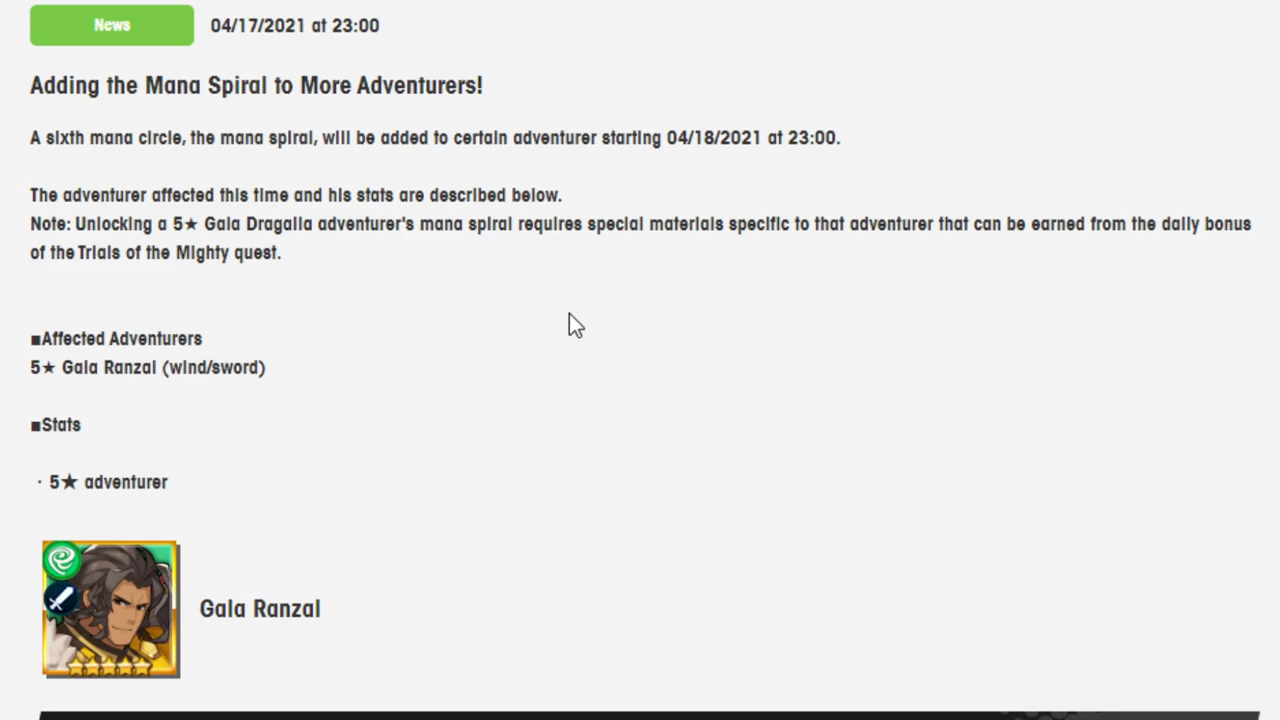 News 04/17/2021 at 23:00
Adding the Mana Spiral to More Adventurers!
A sixth mana circle, the mana spiral, will be added to certain adventurer starting 04/18/2021 at 23:00.
The adventurer affected this time and his stats are described below.
Note: Unlocking a 5★ Gala Dragalia adventurer's mana spiral requires special materials specific to that adventurer that can be earned from the daily bonus
of the Trials of the Mighty quest.
■Affected Adventurers
5★ Gala Ranzal (wind/sword)
■Stats
・5★ adventurer
Gala Ranzal